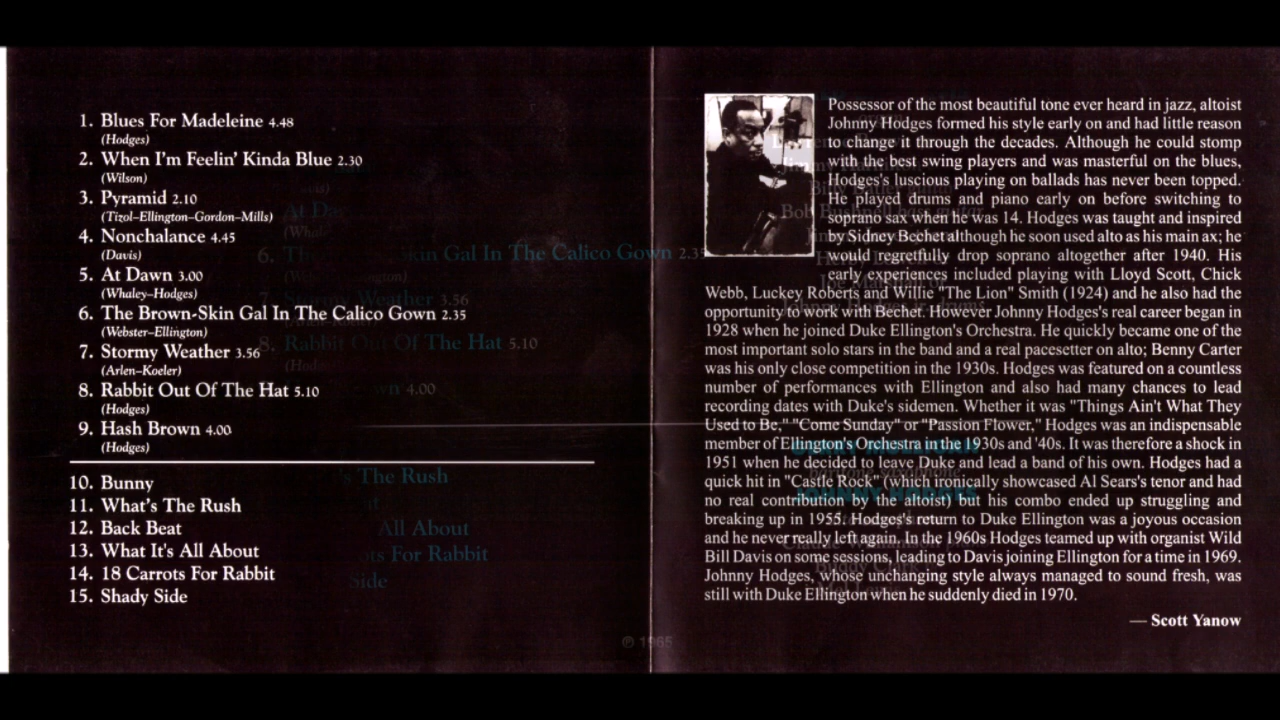 1. Blues For Madeleine 4.48
(Hodges)
2. When I'm Feelin' Kinda Blue 2.30
(Wilson)
3. Pyramid 2.10
(Tizol–Ellington–Gordon–Mills)
4. Nonchalance 4.45
(Davis)
5. At Dawn 3.00
(Whaley–Hodges)
6. The Brown-Skin Gal In The Calico Gown 2.35
(Webster–Ellington)
7. Stormy Weather 3.56
(Arlen–Koeler)
8. Rabbit Out Of The Hat 5.10
(Hodges)
9. Hash Brown 4.00
(Hodges)
10. Bunny
11. What's The Rush
12. Back Beat
13. What It's All About
14. 18 Carrots For Rabbit
15. Shady Side
℗ 1965
Possessor of the most beautiful tone ever heard in jazz, altoist
Johnny Hodges formed his style early on and had little reason
to change it through the decades. Although he could stomp
with the best swing players and was masterful on the blues,
Hodges's luscious playing on ballads has never been topped.
He played drums and piano early on before switching to
soprano sax when he was 14. Hodges was taught and inspired
by Sidney Bechet although he soon used alto as his main ax; he
would regretfully drop soprano altogether after 1940. His
early experiences included playing with Lloyd Scott, Chick
Webb, Luckey Roberts and Willie "The Lion" Smith (1924) and he also had the
opportunity to work with Bechet. However Johnny Hodges's real career began in
1928 when he joined Duke Ellington's Orchestra. He quickly became one of the
most important solo stars in the band and a real pacesetter on alto; Benny Carter
was his only close competition in the 1930s. Hodges was featured on a countless
number of performances with Ellington and also had many chances to lead
recording dates with Duke's sidemen. Whether it was "Things Ain't What They
Used to Be," "Come Sunday" or "Passion Flower," Hodges was an indispensable
member of Ellington's Orchestra in the 1930s and '40s. It was therefore a shock in
1951 when he decided to leave Duke and lead a band of his own. Hodges had a
quick hit in "Castle Rock" (which ironically showcased Al Sears's tenor and had
no real contribution by the altoist) but his combo ended up struggling and
breaking up in 1955. Hodges's return to Duke Ellington was a joyous occasion
and he never really left again. In the 1960s Hodges teamed up with organist Wild
Bill Davis on some sessions, leading to Davis joining Ellington for a time in 1969.
Johnny Hodges, whose unchanging style always managed to sound fresh, was
still with Duke Ellington when he suddenly died in 1970.
— Scott Yanow